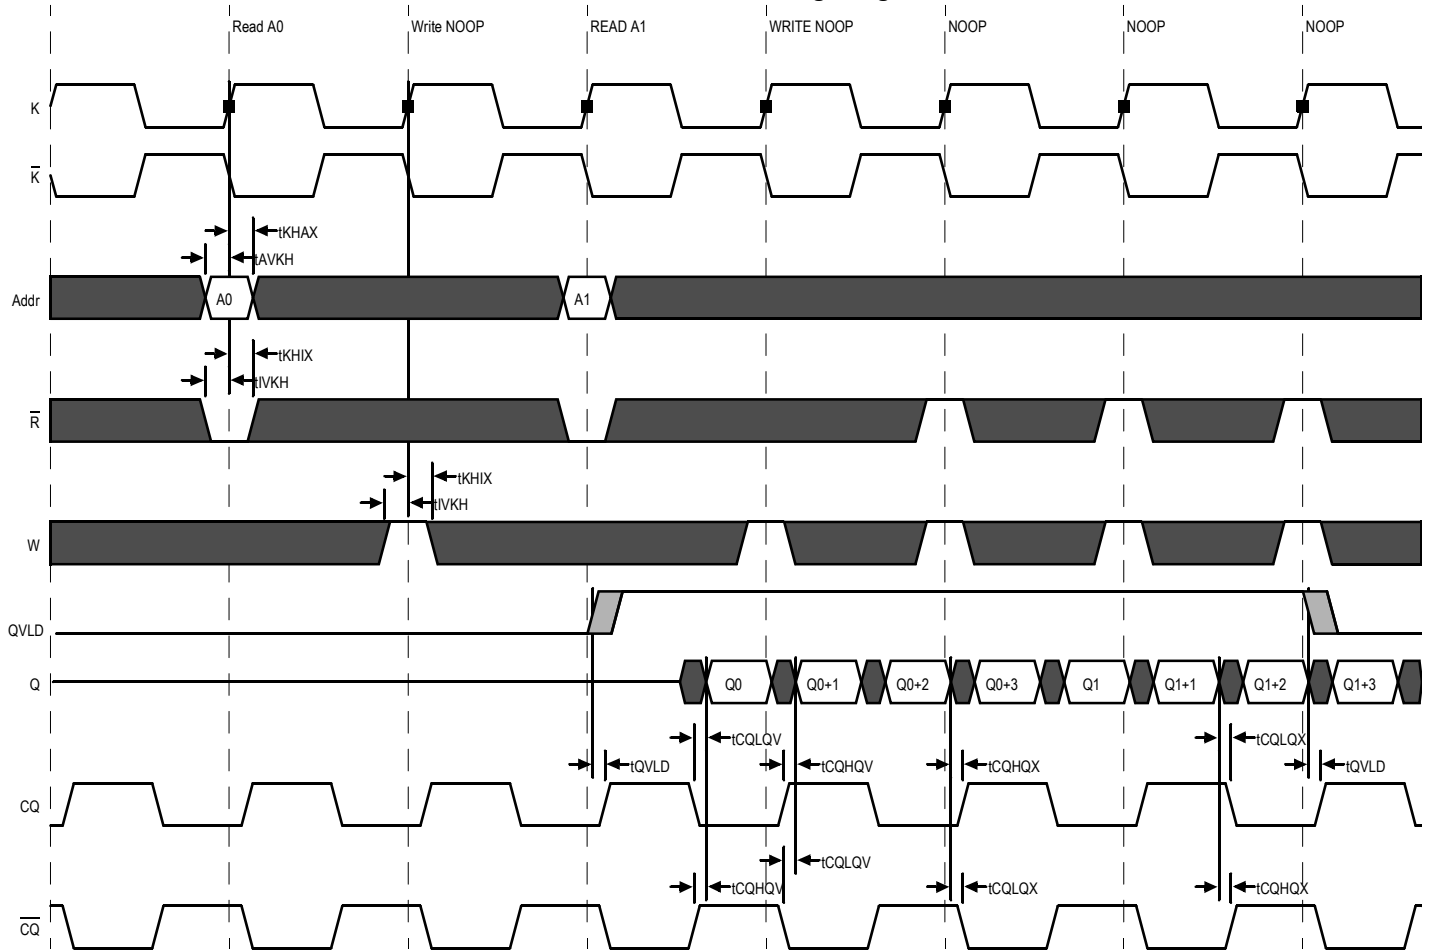 Read A0 Write NOOP READ A1 WRITE NOOP NOOP NOOP NOOP
K
K̅
tKHAX
tAVKH
Addr A0 A1
tKHIX
tIVKH
R̅
tKHIX
tIVKH
W
QVLD
Q Q0 Q0+1 Q0+2 Q0+3 Q1 Q1+1 Q1+2 Q1+3
tCQLQV tCQLQX
tQVLD tCQHQV tCQHQX tQVLD
CQ
tCQLQV
tCQHQV tCQLQX tCQHQX
C̅Q̅